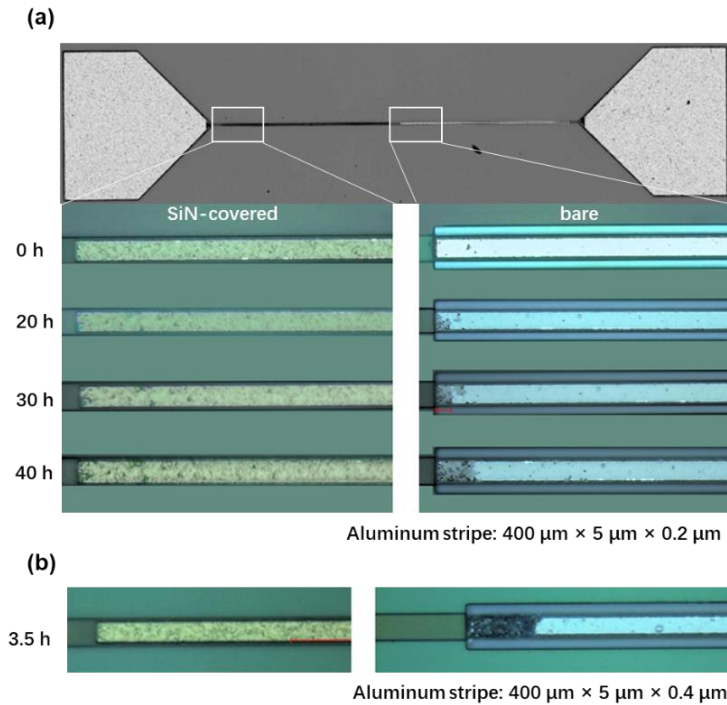 (a)
SiN-covered bare
0 h
20 h
30 h
40 h
Aluminum stripe: 400 µm × 5 µm × 0.2 µm
(b)
3.5 h
Aluminum stripe: 400 µm × 5 µm × 0.4 µm